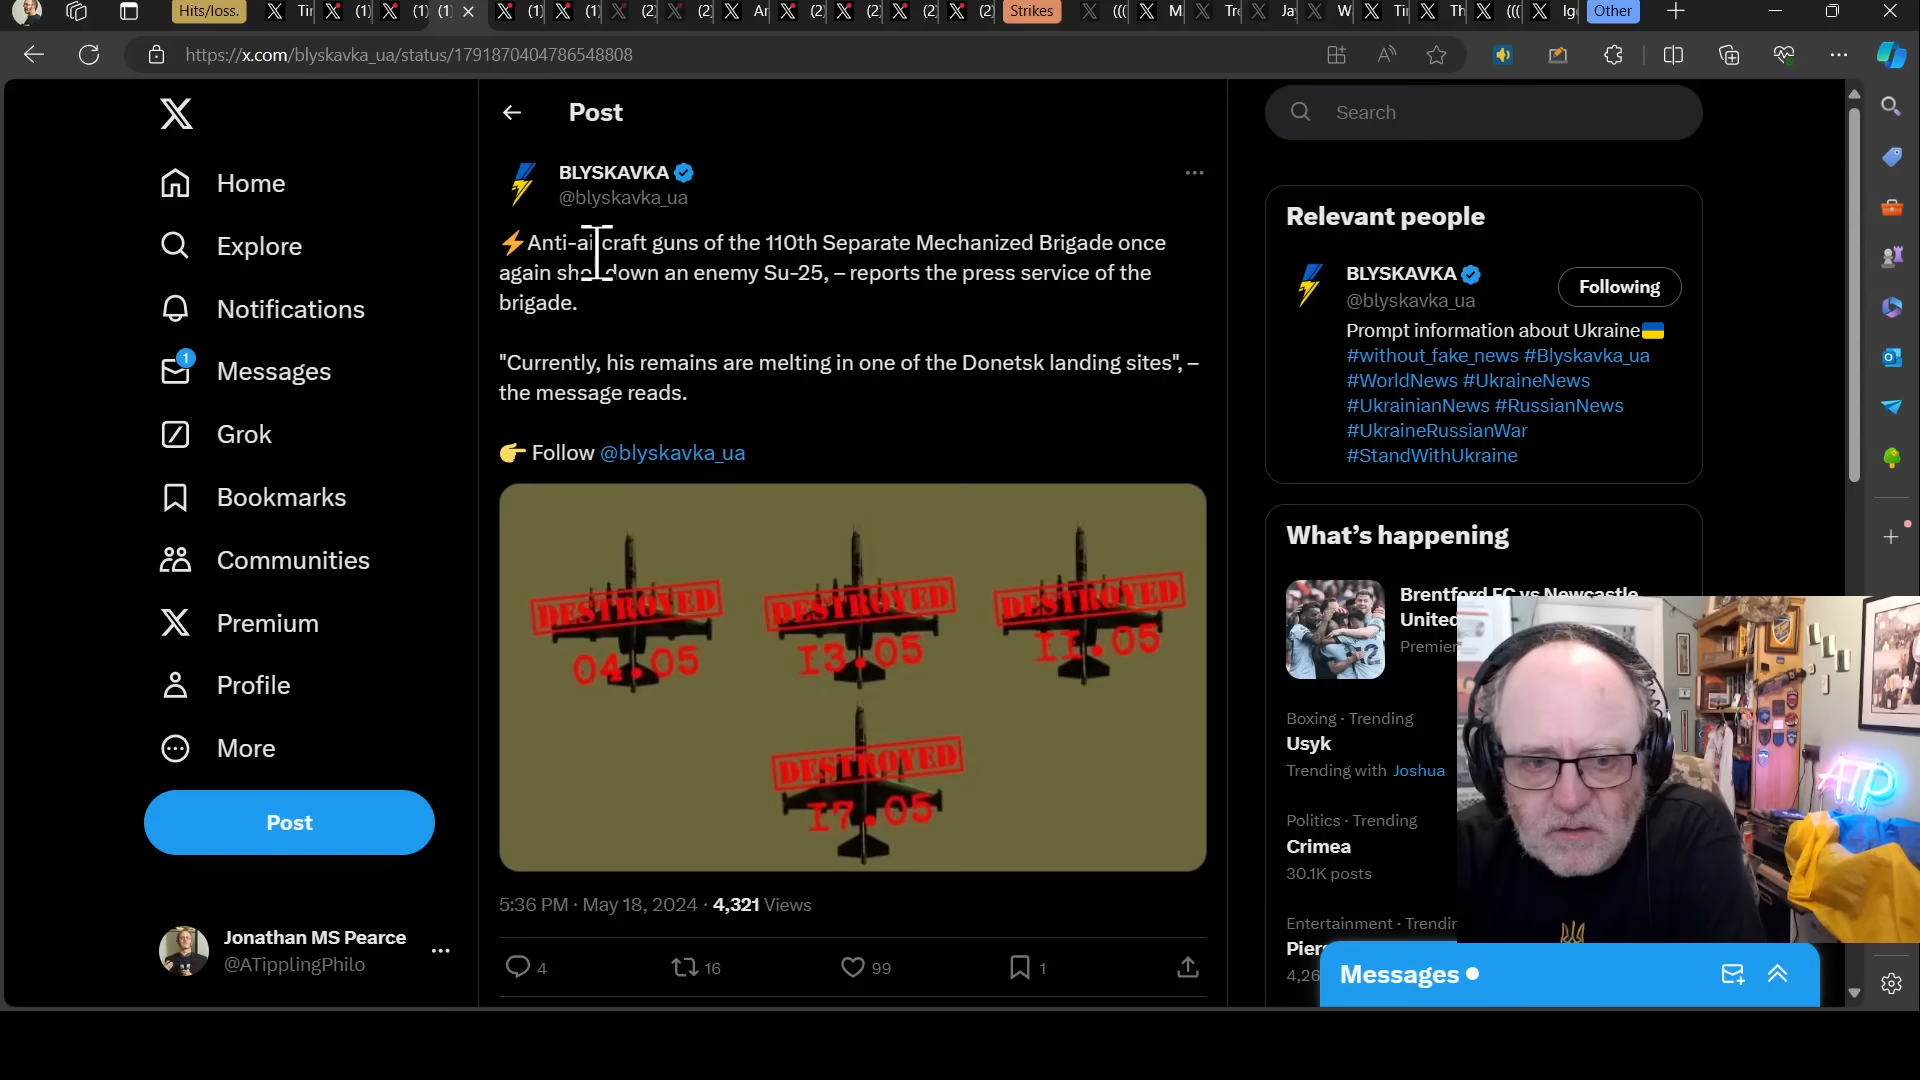 Hits/loss.
Strikes
Other
https://x.com/blyskavka_ua/status/1791870404786548808
Home
Explore
Notifications
1
Messages
Grok
Bookmarks
Communities
Premium
Profile
More
Post
Jonathan MS Pearce
@ATipplingPhilo
Post
BLYSKAVKA
@blyskavka_ua
⚡Anti-aircraft guns of the 110th Separate Mechanized Brigade once
again shot down an enemy Su-25, – reports the press service of the
brigade.
"Currently, his remains are melting in one of the Donetsk landing sites", –
the message reads.
👉 Follow @blyskavka_ua
DESTROYED
04.05
DESTROYED
13.05
DESTROYED
11.05
DESTROYED
17.05
5:36 PM · May 18, 2024 · 4,321 Views
4
16
99
1
Search
Relevant people
BLYSKAVKA
@blyskavka_ua
Following
Prompt information about Ukraine🇺🇦
#without_fake_news #Blyskavka_ua
#WorldNews #UkraineNews
#UkrainianNews #RussianNews
#UkraineRussianWar
#StandWithUkraine
What's happening
Brentford FC vs Newcastle
United
Boxing · Trending
Usyk
Trending with Joshua
Politics · Trending
Crimea
30.1K posts
Entertainment
Messages
ATP